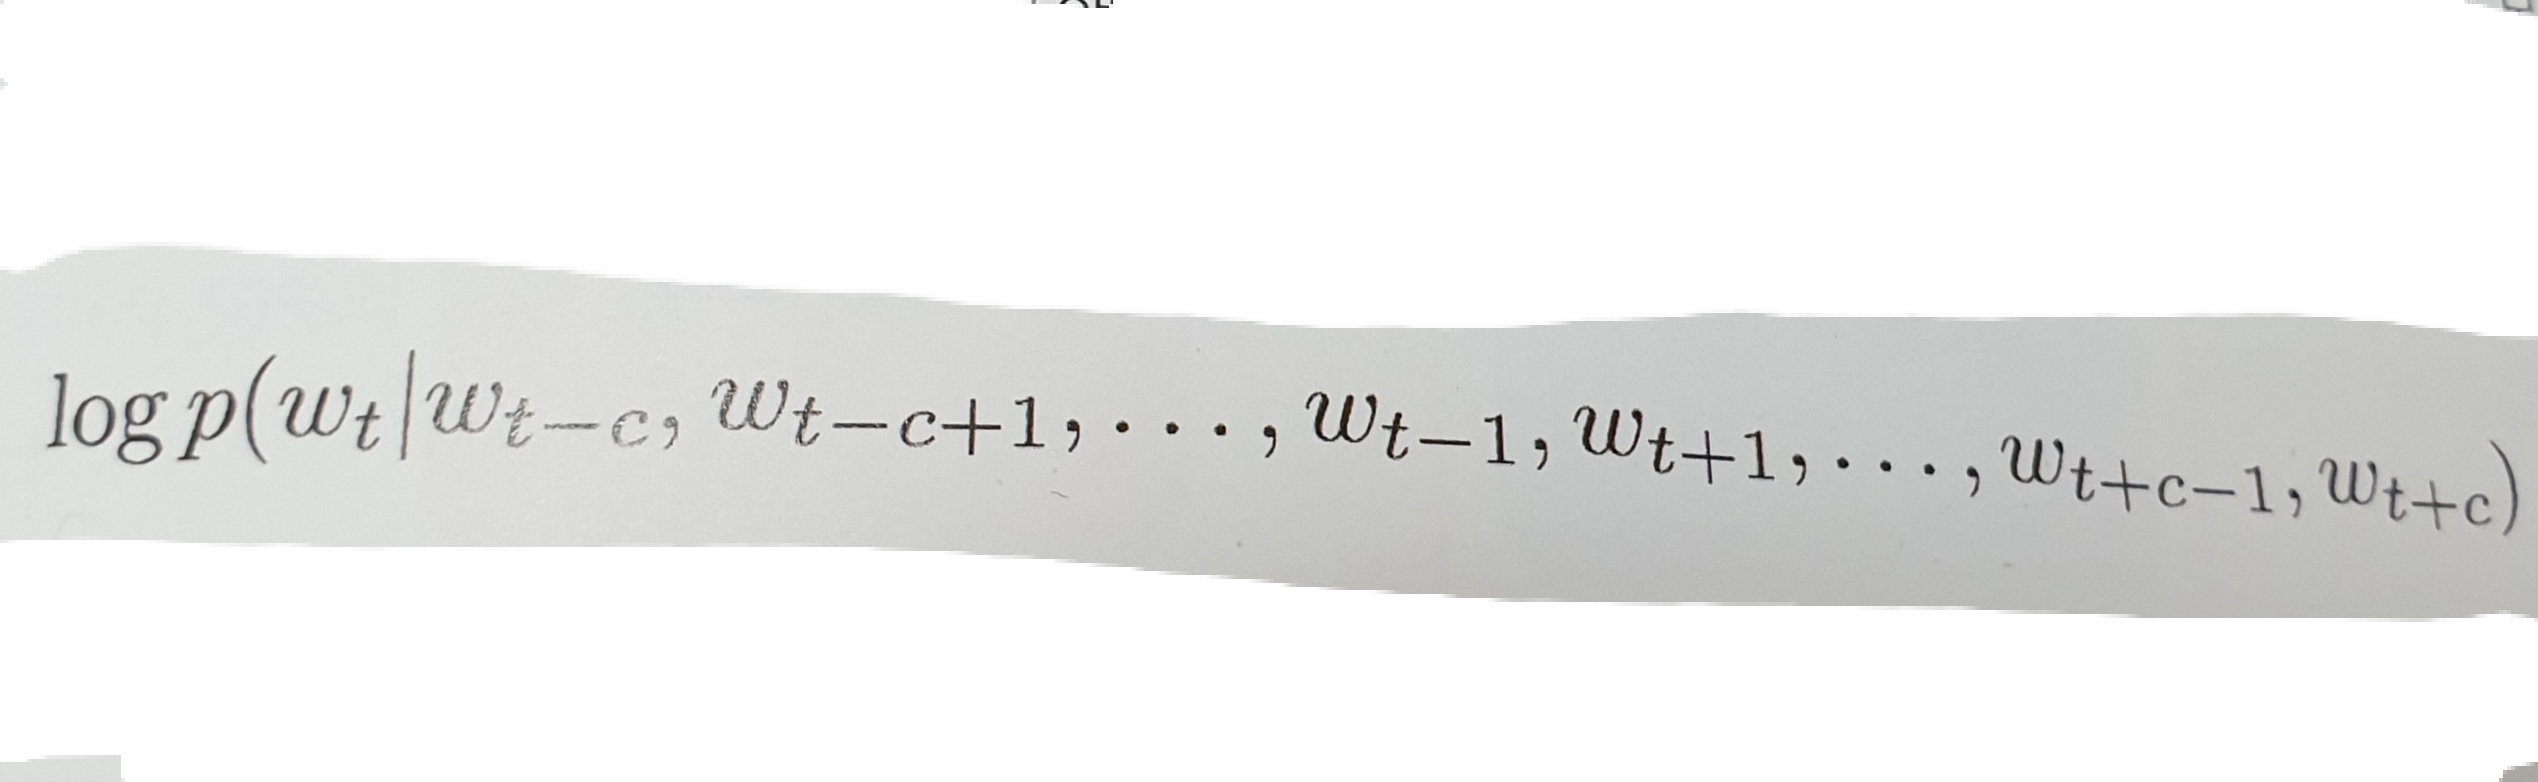 log p(w_t|w_{t-c}, w_{t-c+1}, ..., w_{t-1}, w_{t+1}, ..., w_{t+c-1}, w_{t+c})